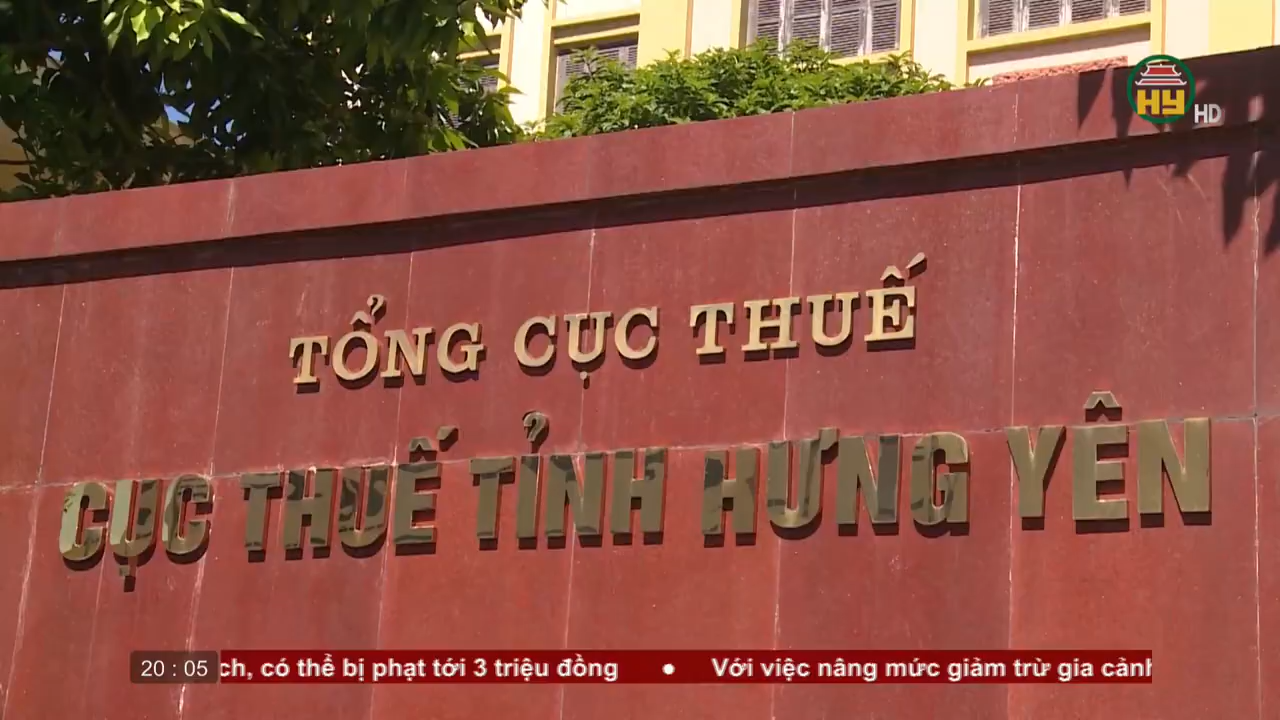 HY HD
TỔNG CỤC THUẾ
CỤC THUẾ TỈNH HƯNG YÊN
20 : 05 ch, có thể bị phạt tới 3 triệu đồng • Với việc nâng mức giảm trừ gia cảnh